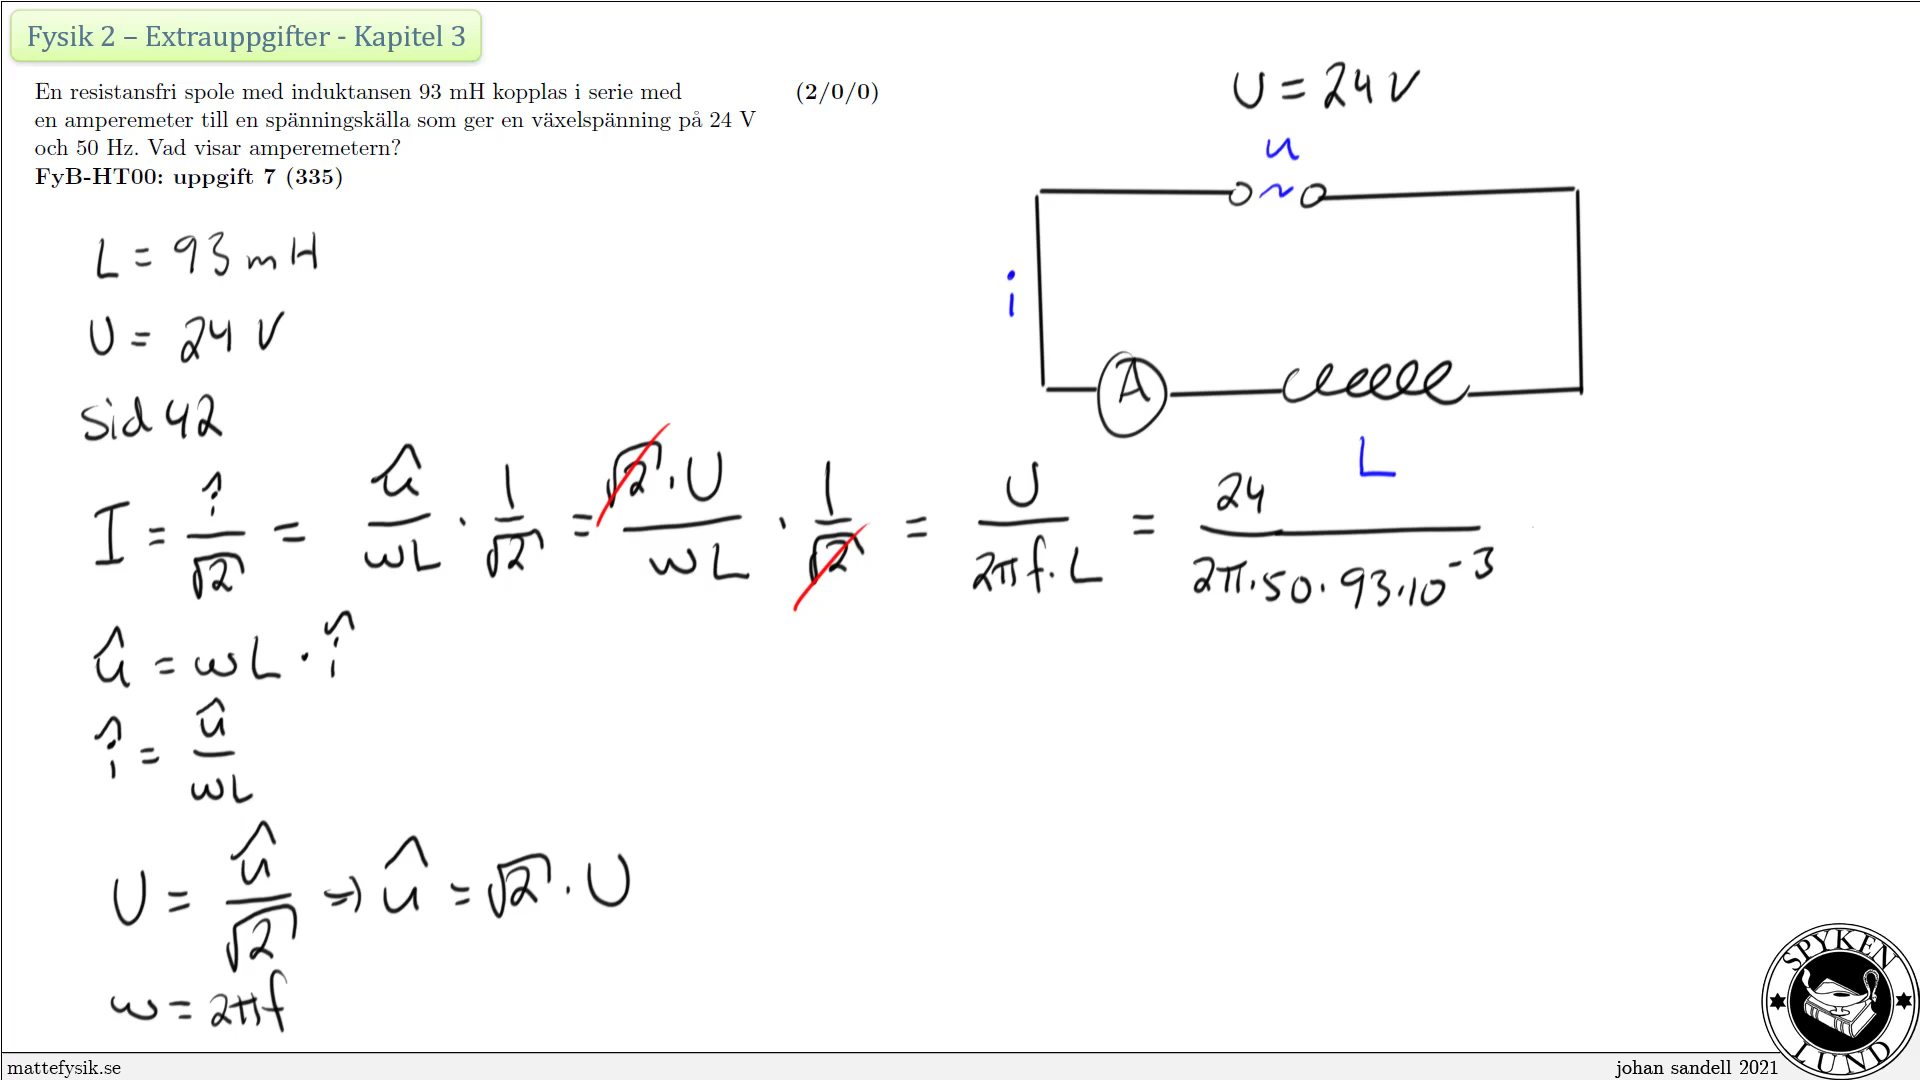 Fysik 2 – Extrauppgifter - Kapitel 3
En resistansfri spole med induktansen 93 mH kopplas i serie med (2/0/0)
en amperemeter till en spänningskälla som ger en växelspänning på 24 V
och 50 Hz. Vad visar amperemetern?
FyB-HT00: uppgift 7 (335)
U = 24 V
u
~
i
A
L
L = 93 mH
U = 24 V
Sid 42
I = î/√2 = û/ωL · 1/√2 = √2 · U/ωL · 1/√2 = U/2πf · L = 24/2π · 50 · 93 · 10⁻³
û = ωL · î
î = û/ωL
U = û/√2 ⇒ û = √2 · U
ω = 2πf
SPYKEN
LUND
mattefysik.se
johan sandell 2021